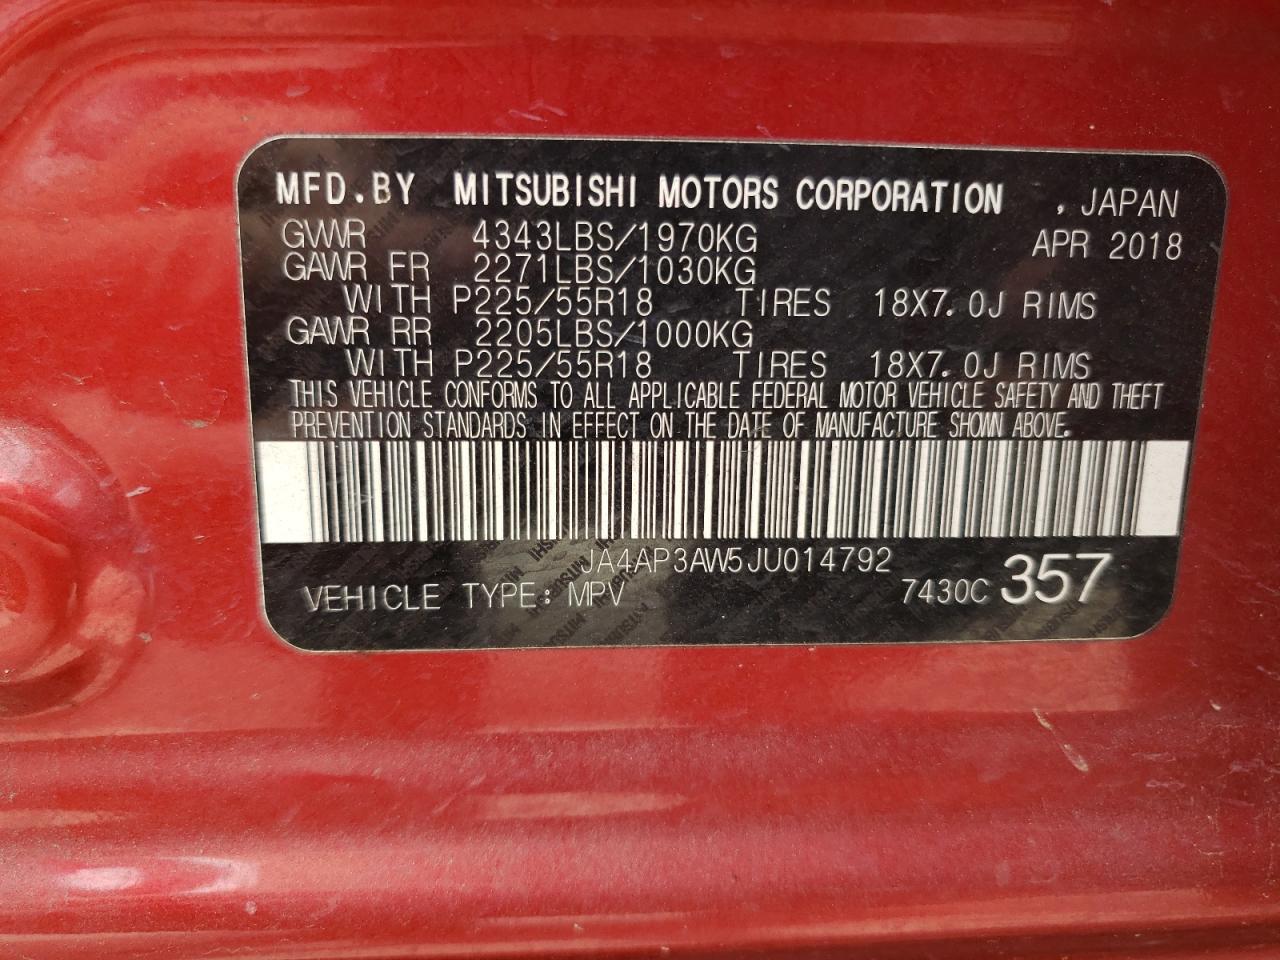 MFD.BY MITSUBISHI MOTORS CORPORATION , JAPAN
GVWR 4343LBS/1970KG APR 2018
GAWR FR 2271LBS/1030KG
WITH P225/55R18 TIRES 18X7.0J RIMS
GAWR RR 2205LBS/1000KG
WITH P225/55R18 TIRES 18X7.0J RIMS
THIS VEHICLE CONFORMS TO ALL APPLICABLE FEDERAL MOTOR VEHICLE SAFETY AND THEFT
PREVENTION STANDARDS IN EFFECT ON THE DATE OF MANUFACTURE SHOWN ABOVE.
JA4AP3AW5JU014792
VEHICLE TYPE: MPV 7430C 357